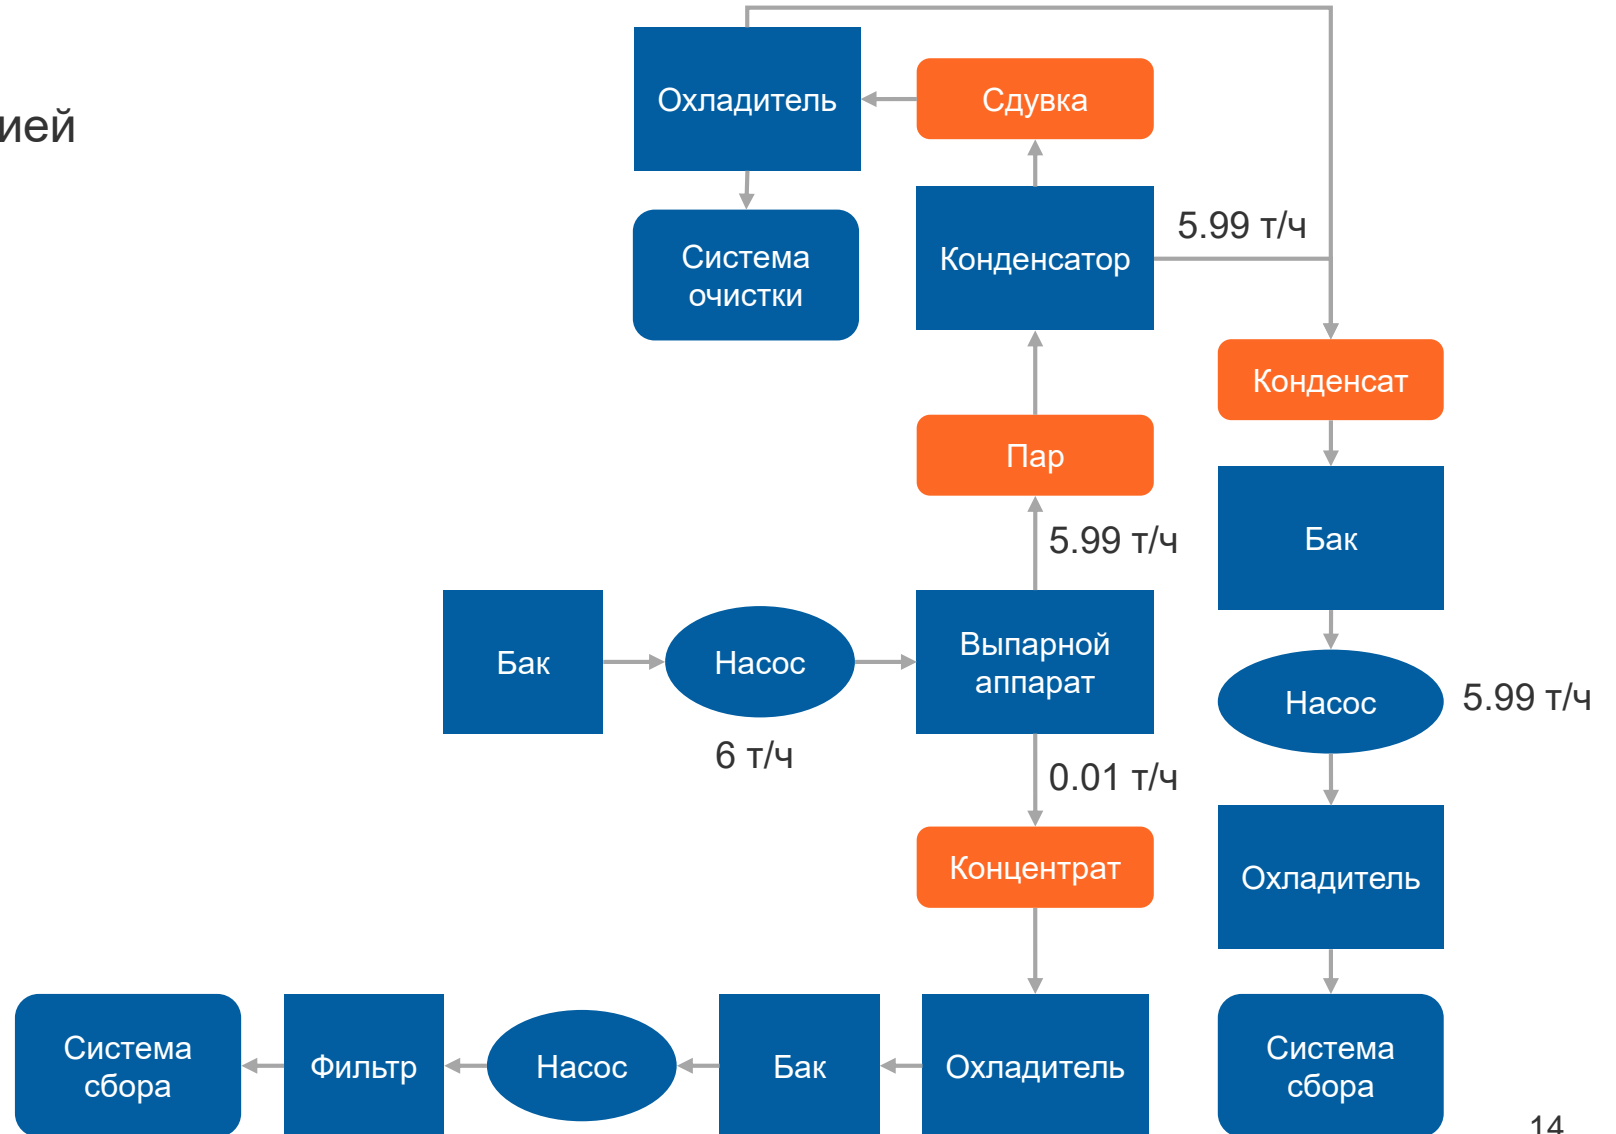 Охладитель
Сдувка
ией
Система
очистки
Конденсатор
5.99 т/ч
Конденсат
Пар
5.99 т/ч
Бак
Бак
Насос
Выпарной
аппарат
6 т/ч
Насос
5.99 т/ч
0.01 т/ч
Концентрат
Охладитель
Система
сбора
Фильтр
Насос
Бак
Охладитель
Система
сбора
14